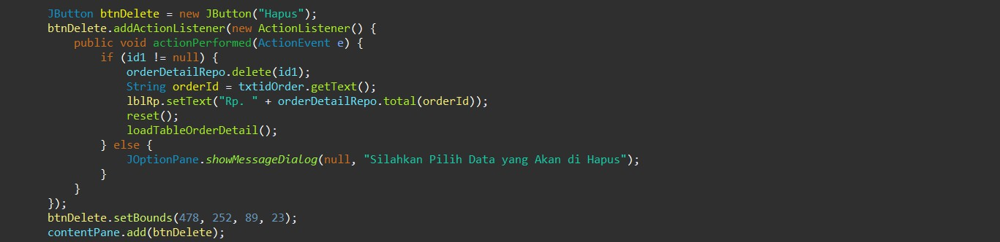 JButton btnDelete = new JButton("Hapus");
btnDelete.addActionListener(new ActionListener() {
    public void actionPerformed(ActionEvent e) {
        if (id1 != null) {
            orderDetailRepo.delete(id1);
            String orderId = txtidOrder.getText();
            lblRp.setText("Rp. " + orderDetailRepo.total(orderId));
            reset();
            loadTableOrderDetail();
        } else {
            JOptionPane.showMessageDialog(null, "Silahkan Pilih Data yang Akan di Hapus");
        }
    }
});
btnDelete.setBounds(478, 252, 89, 23);
contentPane.add(btnDelete);